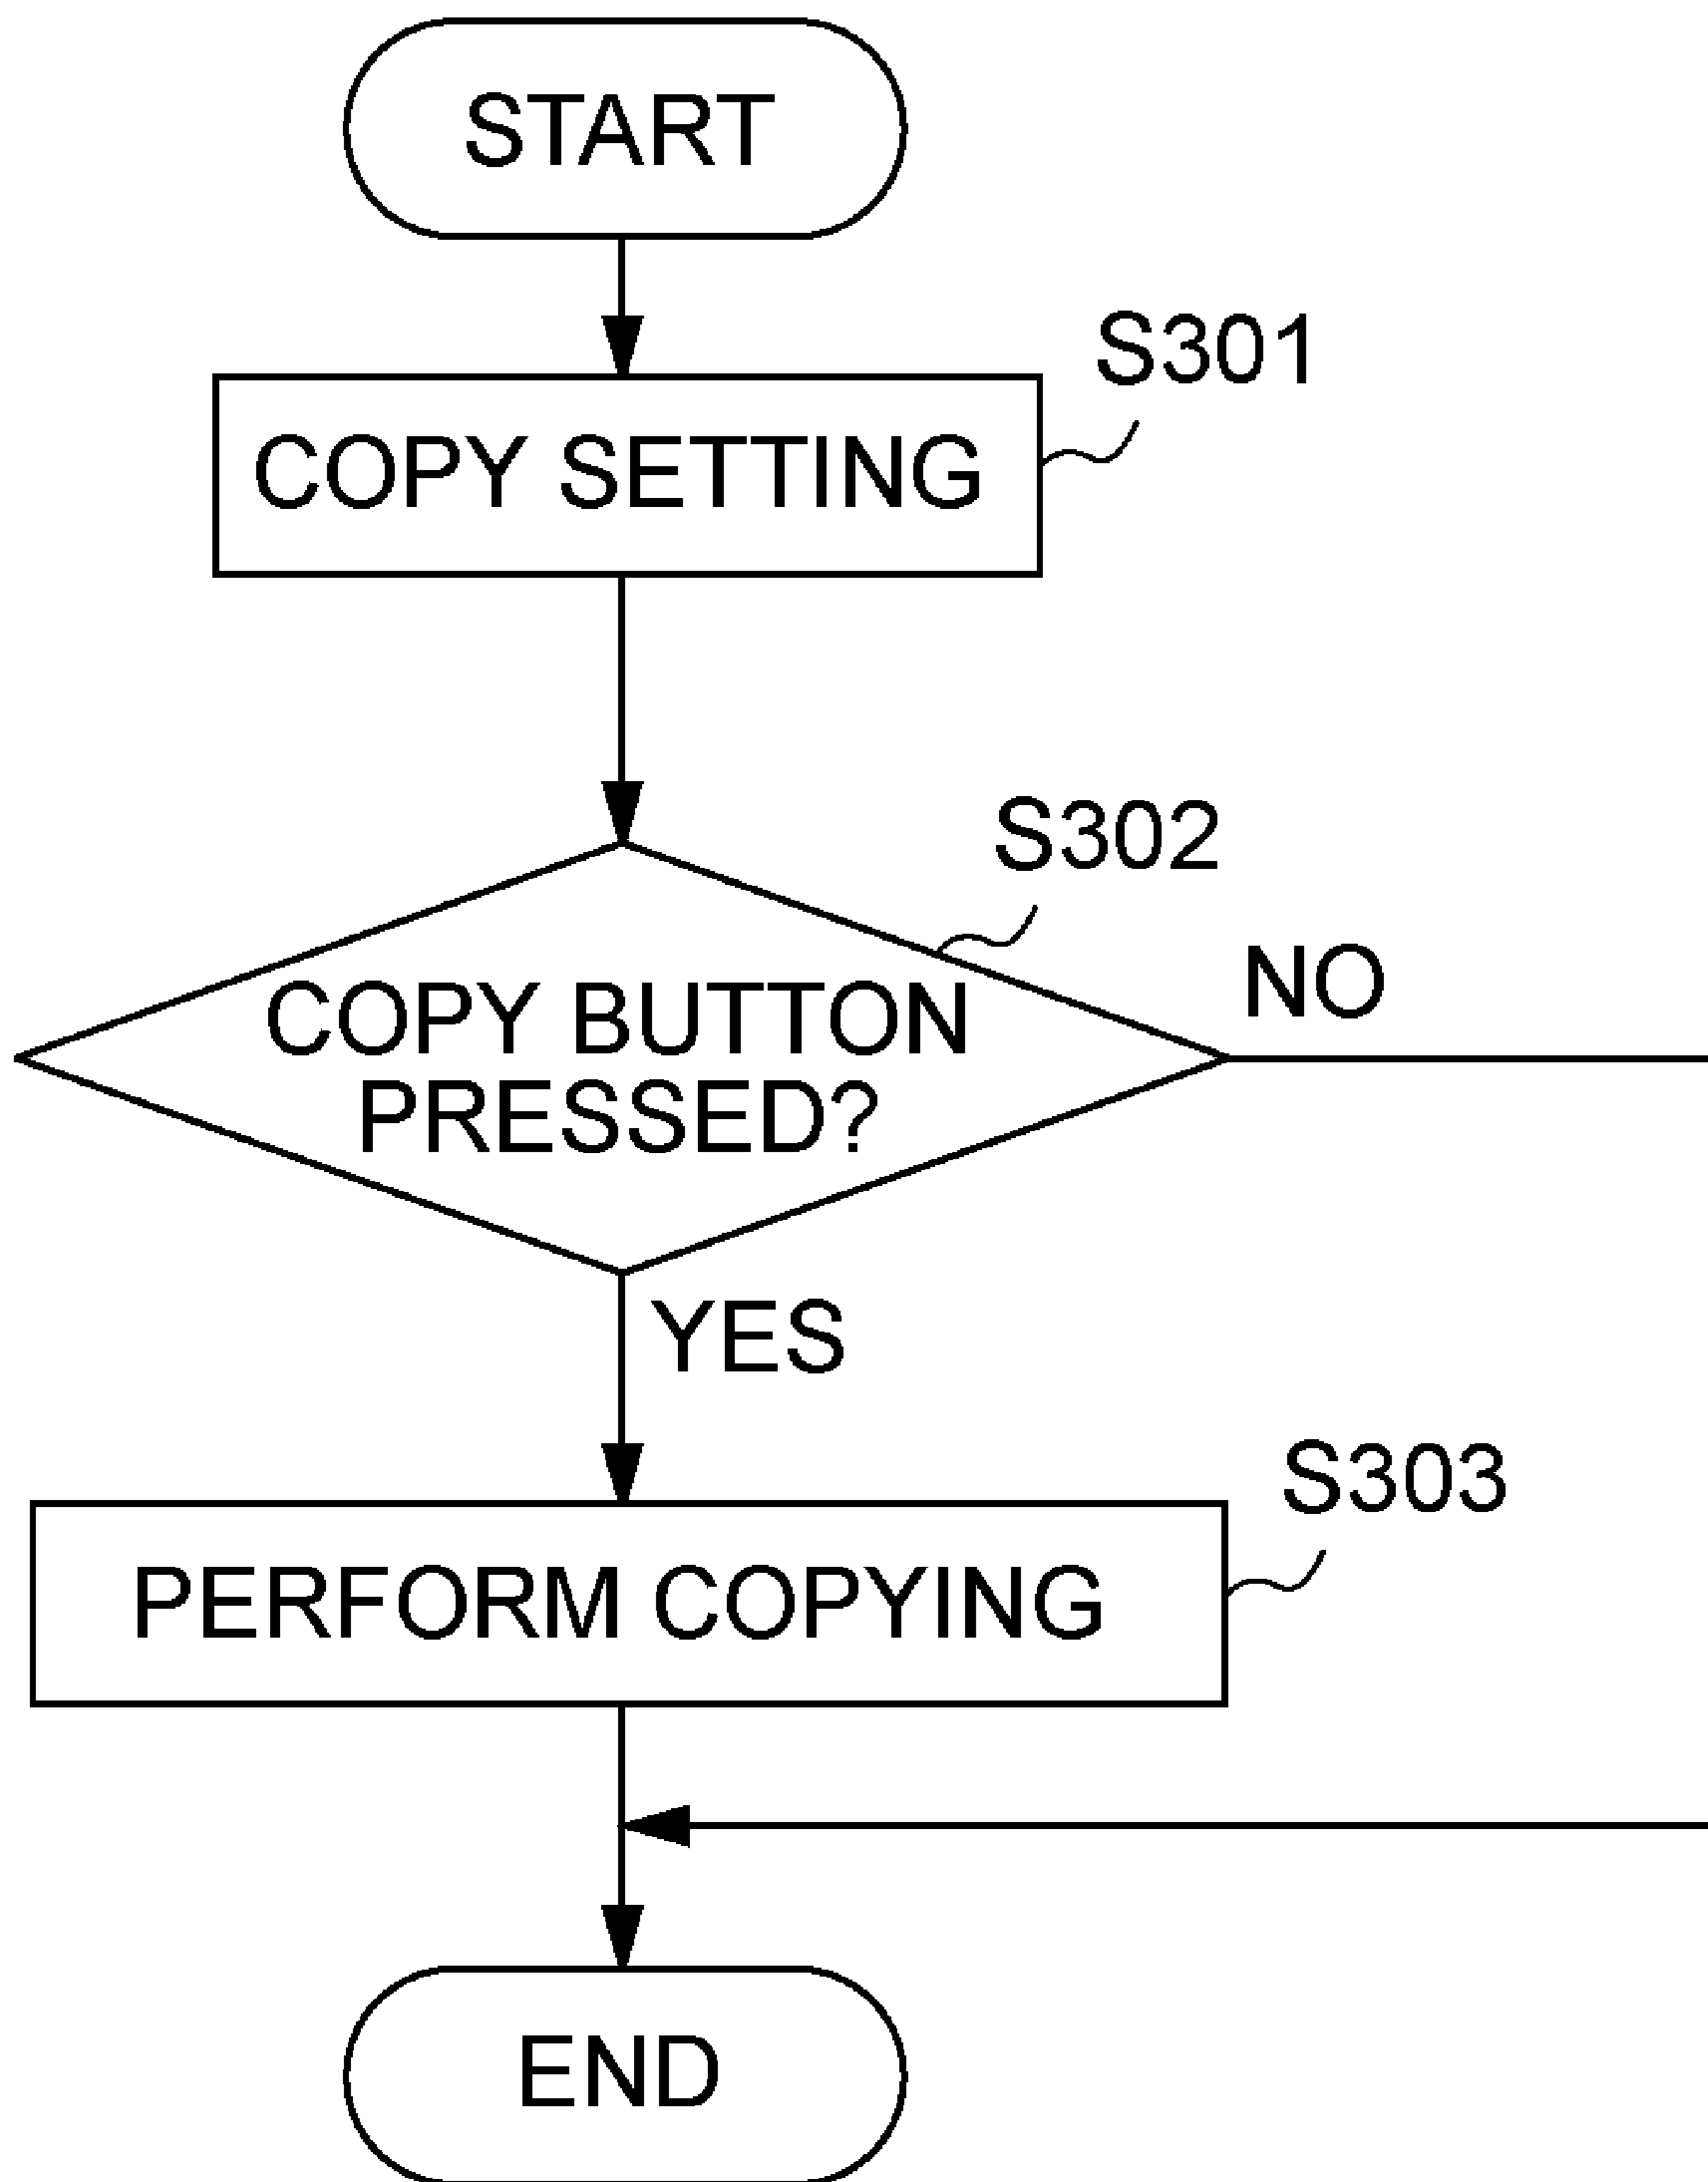 START
S301
COPY SETTING
S302
NO
COPY BUTTON
PRESSED?
YES
S303
PERFORM COPYING
END